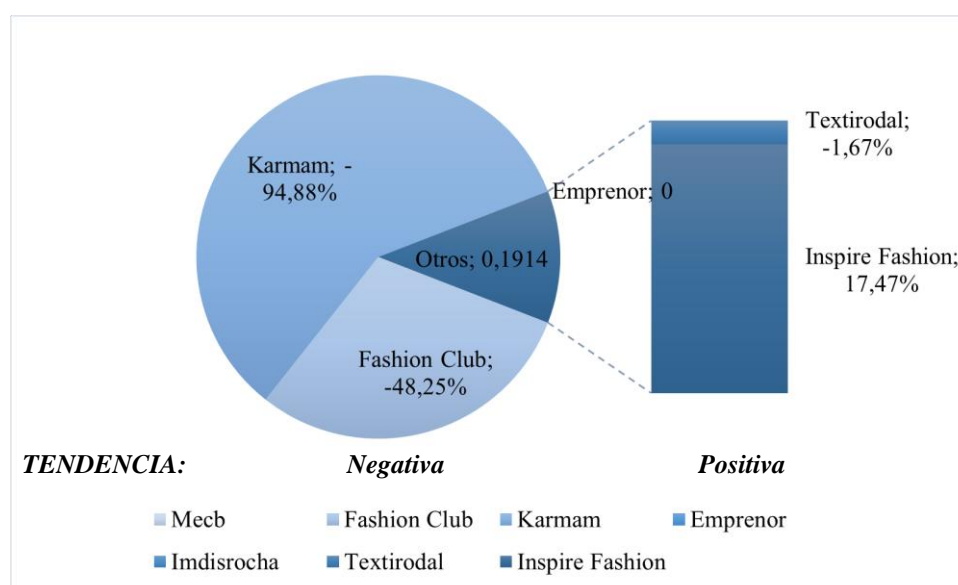 Textirodal;
-1,67%
Karmam; -
94,88%
Emprenor; 0
Otros; 0,1914
Inspire Fashion;
17,47%
Fashion Club;
-48,25%
TENDENCIA: Negativa Positiva
Mecb Fashion Club Karmam Emprenor
Imdisrocha Textirodal Inspire Fashion